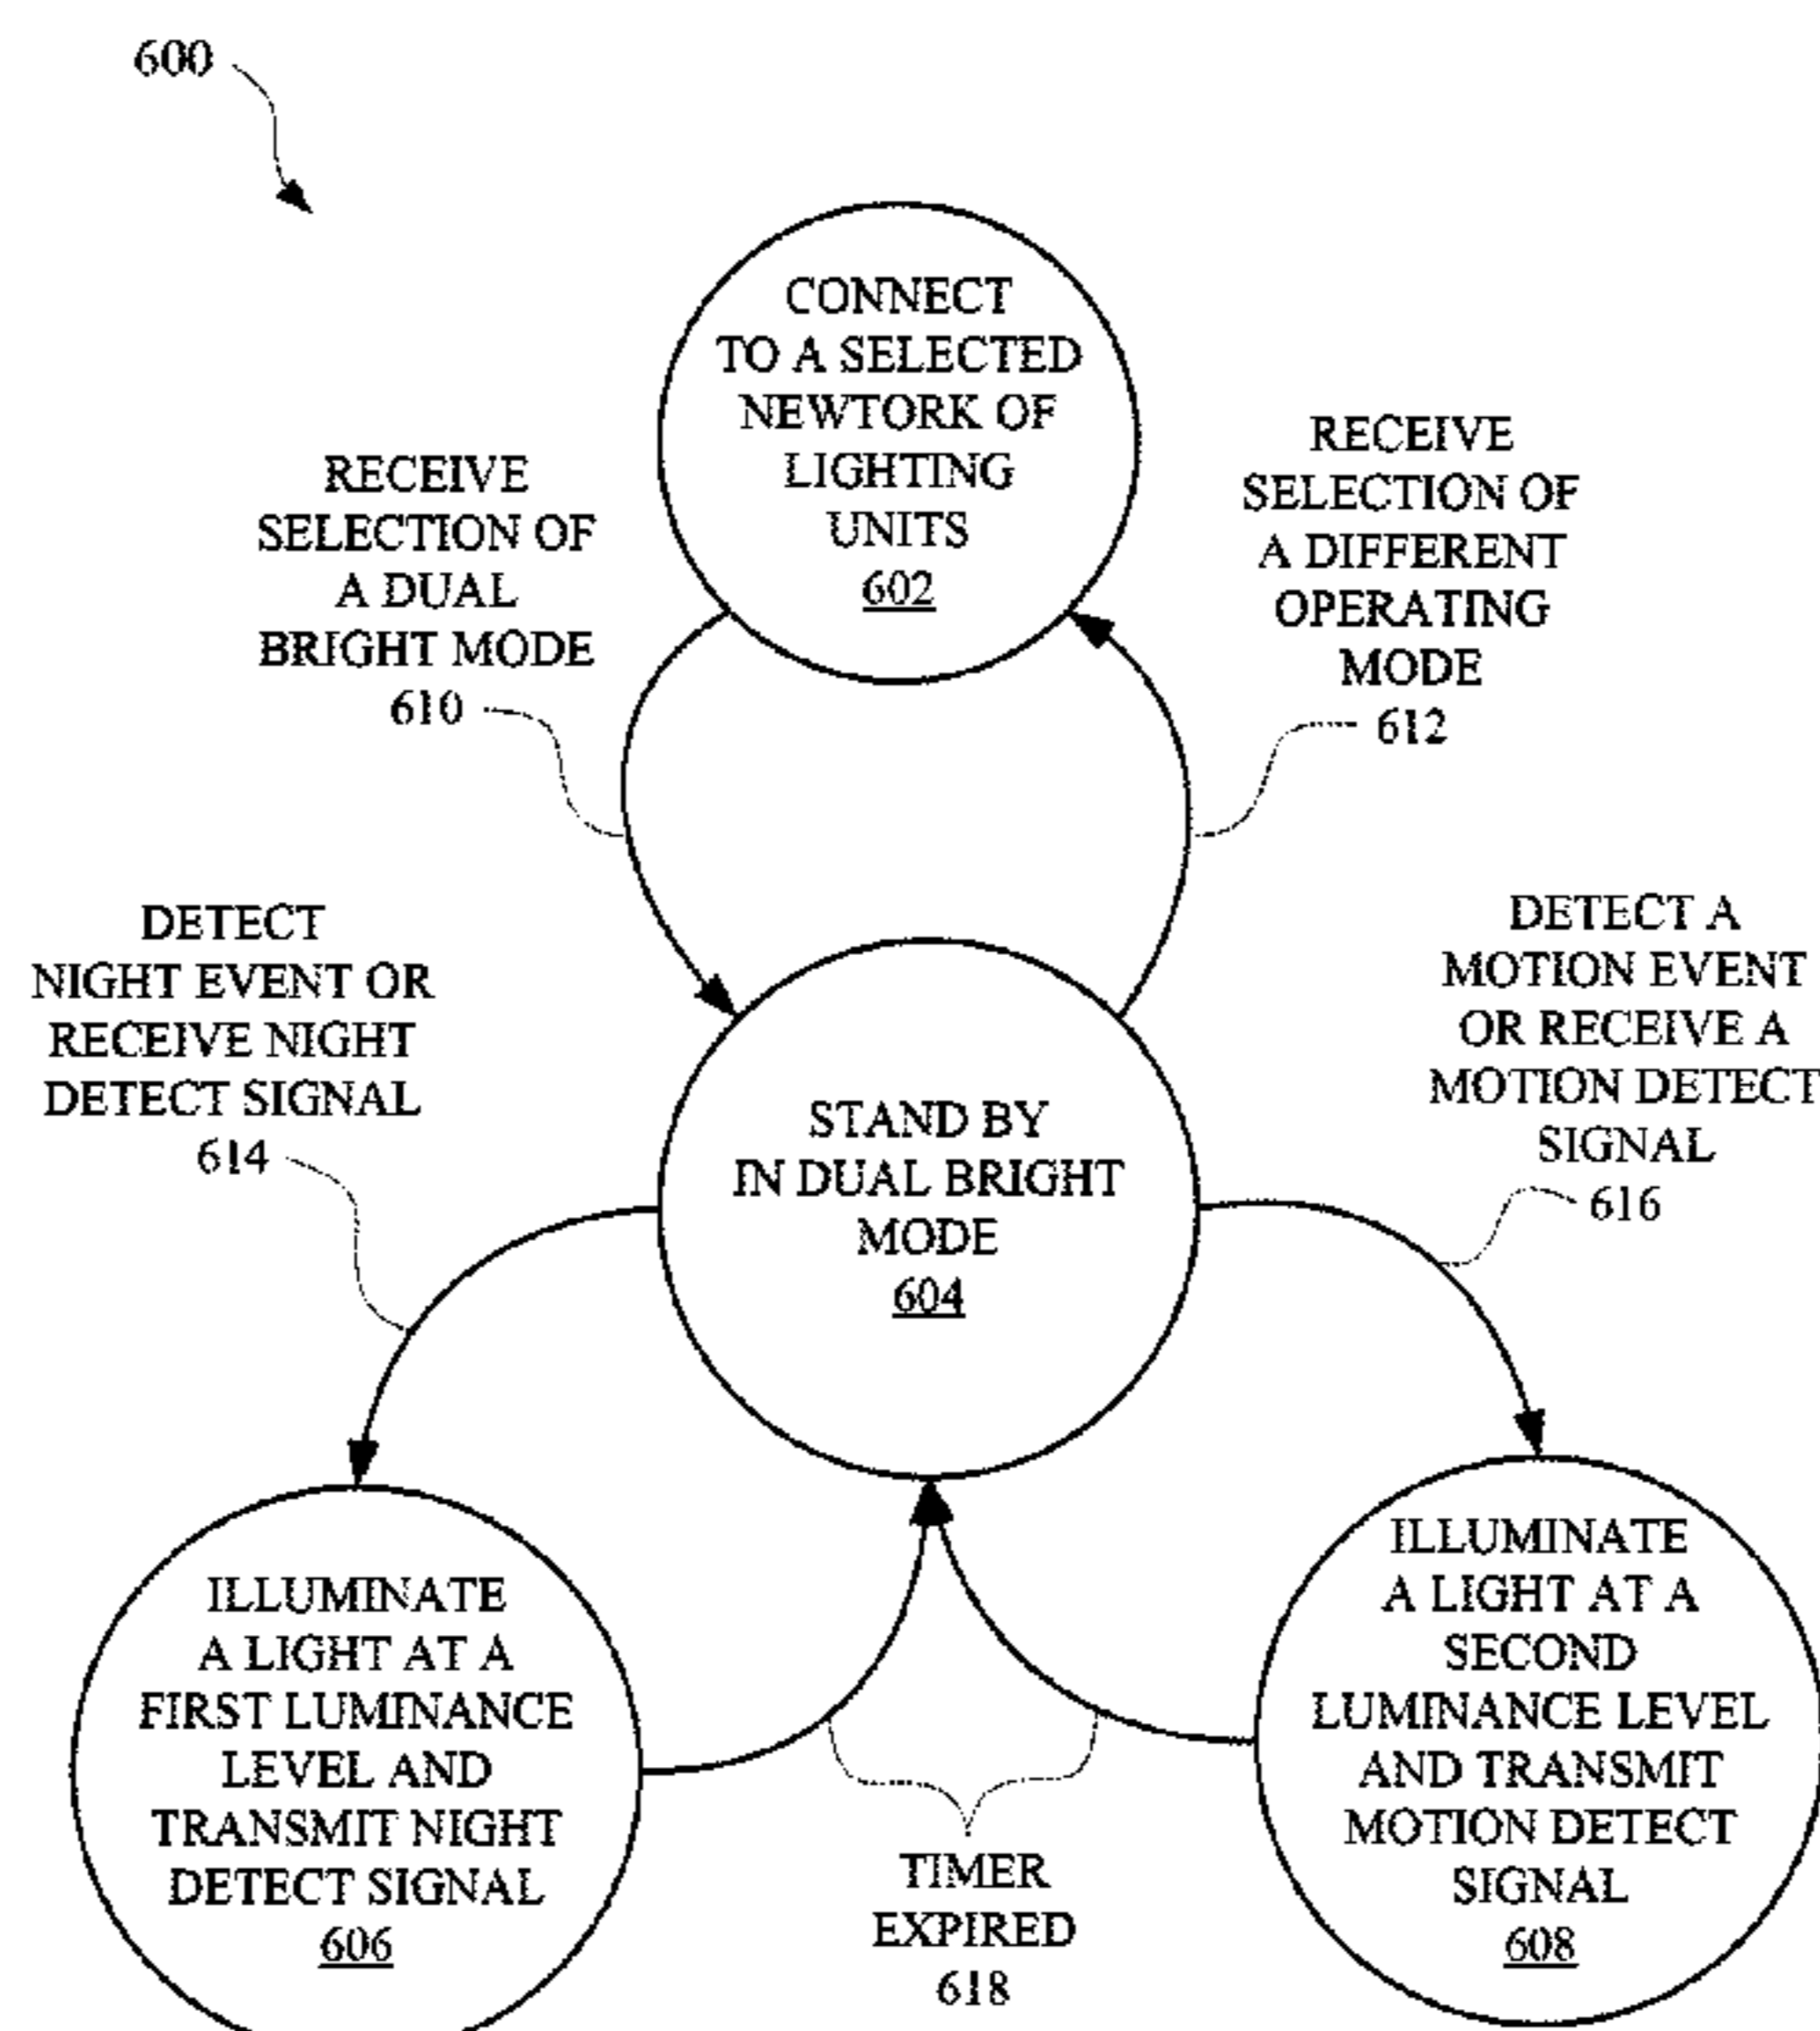 600
CONNECT
TO A SELECTED
NEWTORK OF
LIGHTING
UNITS
602
RECEIVE
SELECTION OF
A DUAL
BRIGHT MODE
610
RECEIVE
SELECTION OF
A DIFFERENT
OPERATING
MODE
612
DETECT
NIGHT EVENT OR
RECEIVE NIGHT
DETECT SIGNAL
614
STAND BY
IN DUAL BRIGHT
MODE
604
DETECT A
MOTION EVENT
OR RECEIVE A
MOTION DETECT
SIGNAL
616
ILLUMINATE
A LIGHT AT A
FIRST LUMINANCE
LEVEL AND
TRANSMIT NIGHT
DETECT SIGNAL
606
TIMER
EXPIRED
618
ILLUMINATE
A LIGHT AT A
SECOND
LUMINANCE LEVEL
AND TRANSMIT
MOTION DETECT
SIGNAL
608